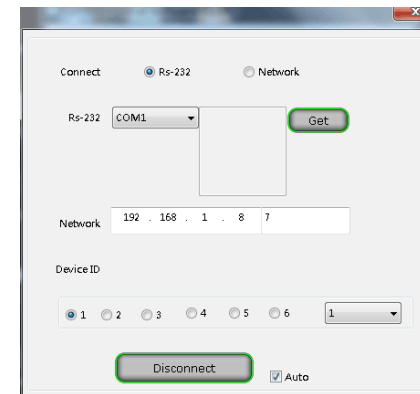 x
Connect Rs-232 Network
Rs-232 COM1 Get
Network 192 . 168 . 1 . 8 7
Device ID
1 2 3 4 5 6 1
Disconnect Auto